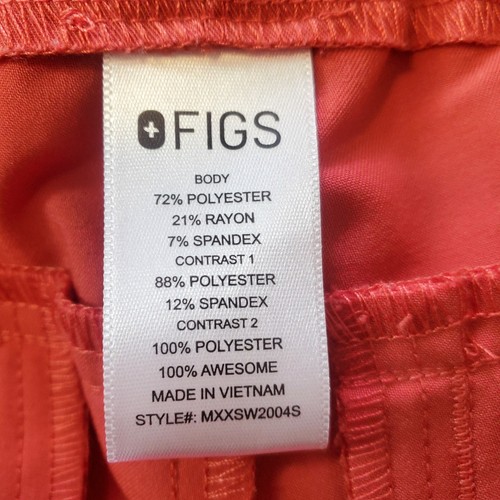 FIGS
BODY
72% POLYESTER
21% RAYON
7% SPANDEX
CONTRAST 1
88% POLYESTER
12% SPANDEX
CONTRAST 2
100% POLYESTER
100% AWESOME
MADE IN VIETNAM
STYLE#: MXXSW2004S